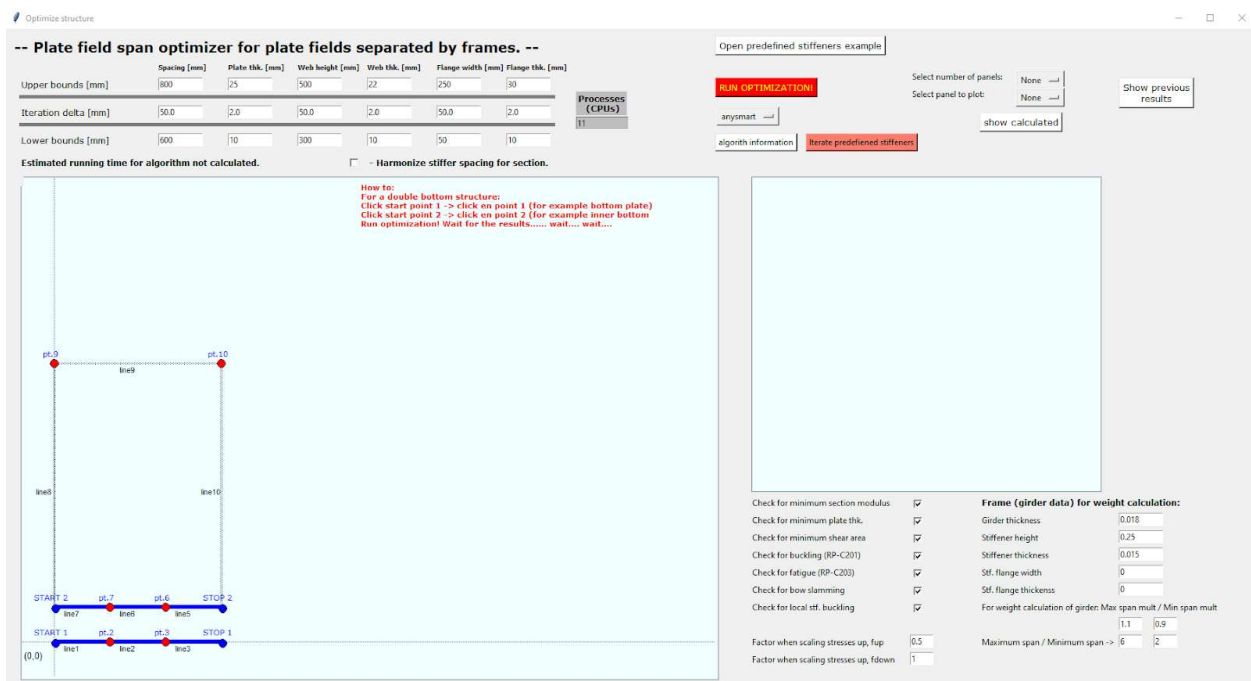 Optimize structure
-- Plate field span optimizer for plate fields separated by frames. --
Open predefined stiffeners example
Spacing [mm] Plate thk. [mm] Web height [mm] Web thk. [mm] Flange width [mm] Flange thk. [mm]
Upper bounds [mm] 800 25 500 22 250 30
Iteration delta [mm] 50.0 2.0 50.0 2.0 50.0 2.0
Lower bounds [mm] 600 10 300 10 50 10
Processes
(CPUs)
11
RUN OPTIMIZATION!
anysmart
algorith information
Iterate predefiened stiffeners
Select number of panels: None
Select panel to plot: None
show calculated
Show previous
results
Estimated running time for algorithm not calculated.
- Harmonize stiffer spacing for section.
How to:
For a double bottom structure:
Click start point 1 -> click en point 1 (for example bottom plate)
Click start point 2 -> click en point 2 (for example inner bottom
Run optimization! Wait for the results...... wait.... wait....
pt.9 pt.10
line9
line8 line10
START 2 pt.7 pt.6 STOP 2
line7 line6 line5
START 1 pt.2 pt.3 STOP 1
line1 line2 line3
(0,0)
Check for minimum section modulus
Check for minimum plate thk.
Check for minimum shear area
Check for buckling (RP-C201)
Check for fatigue (RP-C203)
Check for bow slamming
Check for local stf. buckling
Factor when scaling stresses up, fup 0.5
Factor when scaling stresses up, fdown 1
Frame (girder data) for weight calculation:
Girder thickness 0.018
Stiffener height 0.25
Stiffener thickness 0.015
Stf. flange width 0
Stf. flange thickenss 0
For weight calculation of girder: Max span mult / Min span mult
1.1 0.9
Maximum span / Minimum span -> 6 2